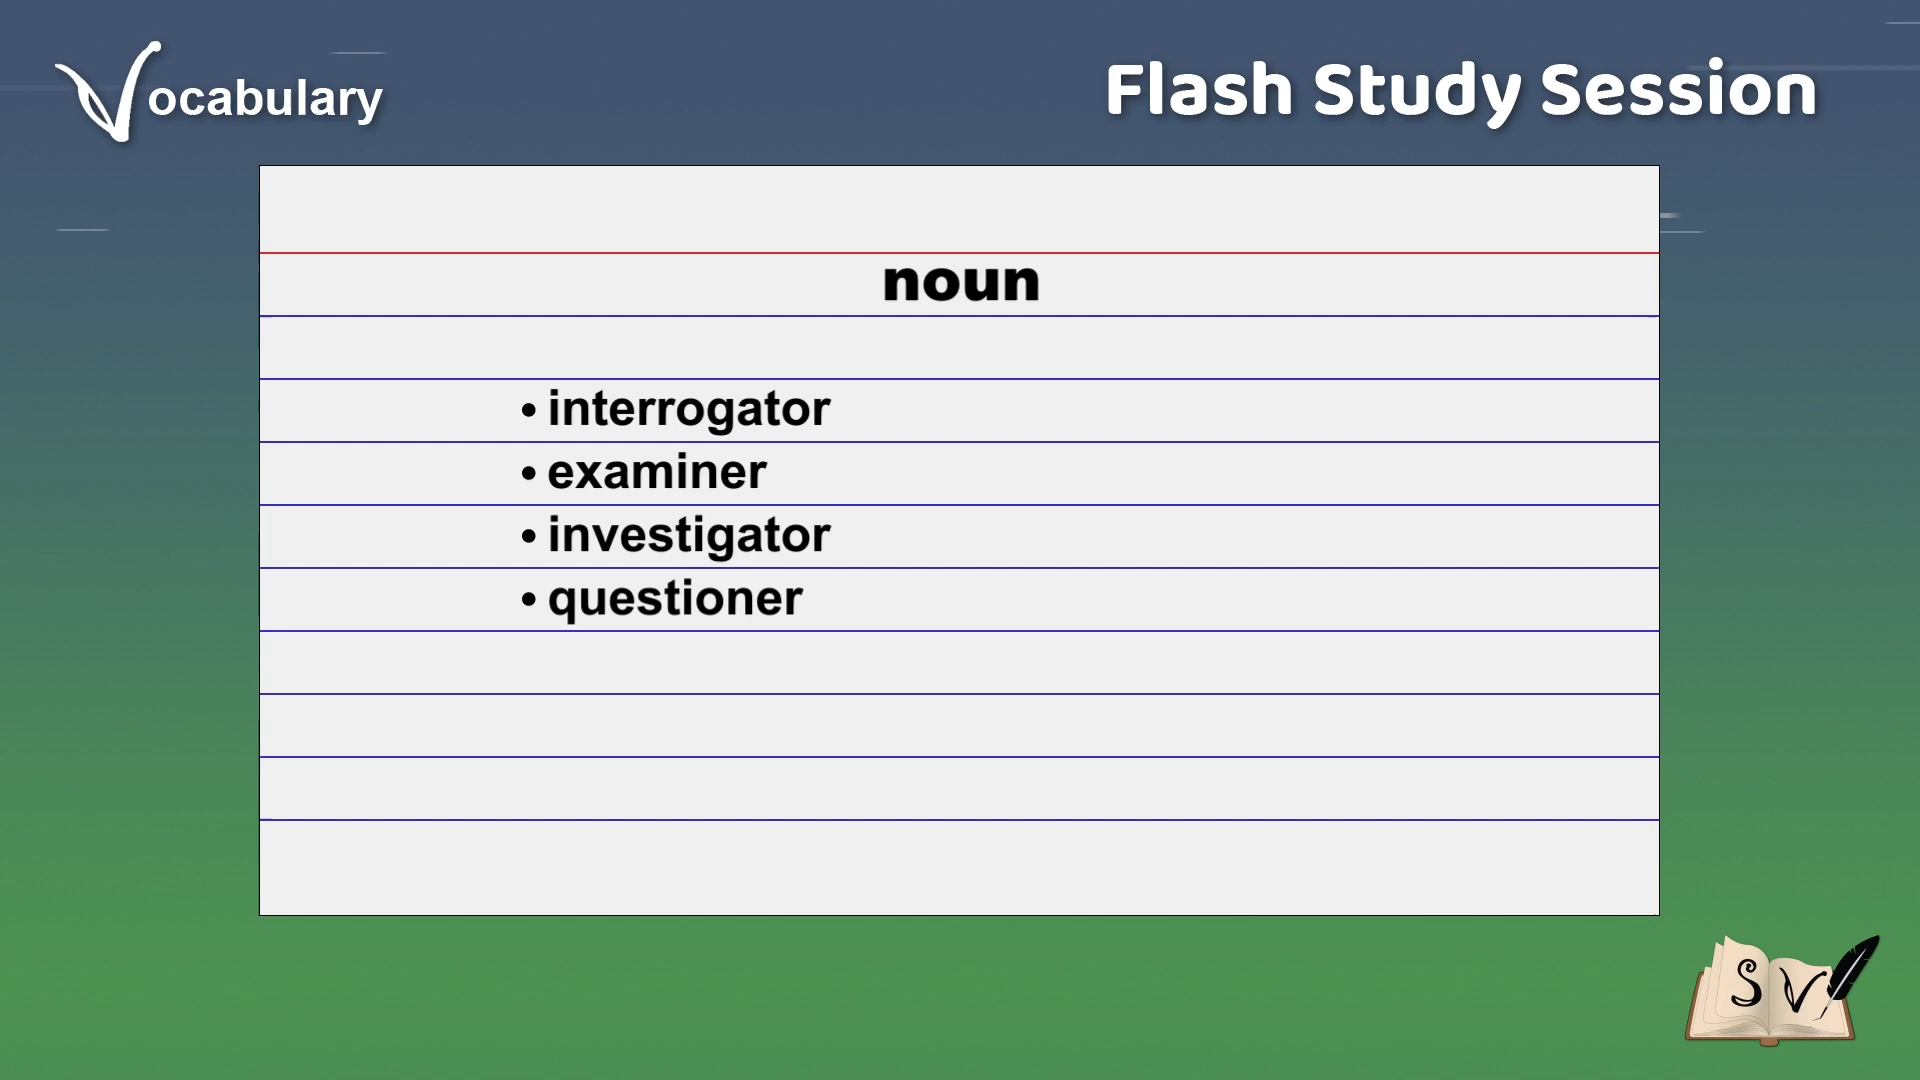 Vocabulary
Flash Study Session
noun
• interrogator
• examiner
• investigator
• questioner
SV